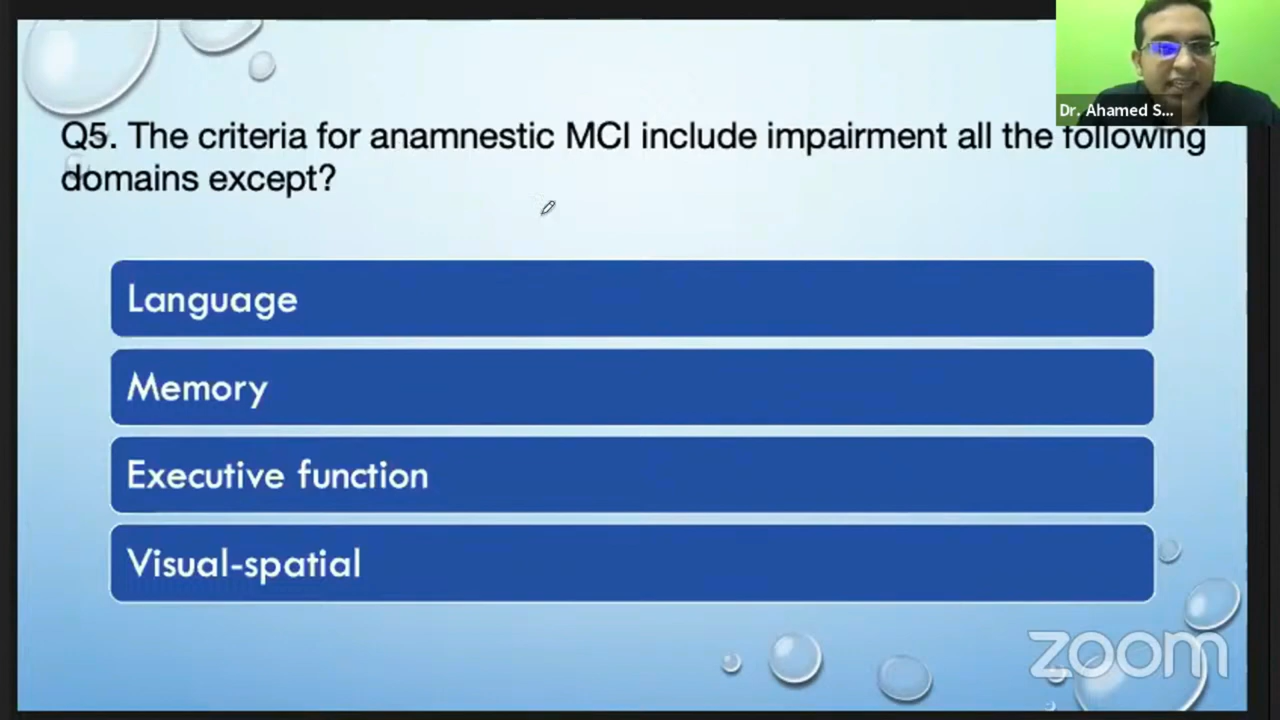 Dr. Ahamed S...
Q5. The criteria for anamnestic MCI include impairment all the following
domains except?
Language
Memory
Executive function
Visual-spatial
zoom